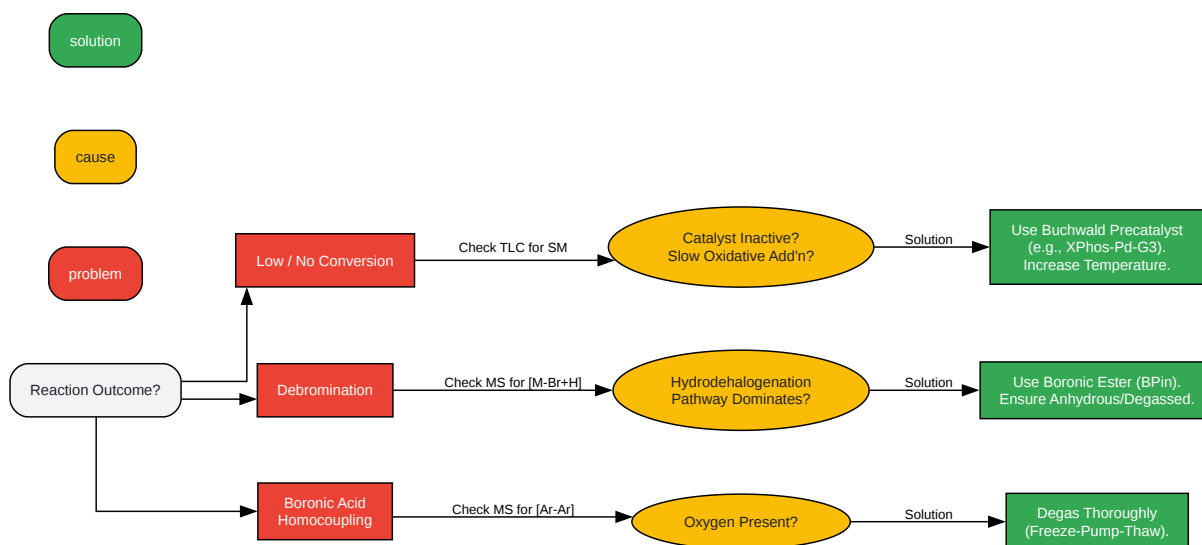 solution
cause
problem
Reaction Outcome?
Low / No Conversion
Check TLC for SM
Catalyst Inactive?
Slow Oxidative Add'n?
Solution
Use Buchwald Precatalyst
(e.g., XPhos-Pd-G3).
Increase Temperature.
Debromination
Check MS for [M-Br+H]
Hydrodehalogenation
Pathway Dominates?
Solution
Use Boronic Ester (BPin).
Ensure Anhydrous/Degassed.
Boronic Acid
Homocoupling
Check MS for [Ar-Ar]
Oxygen Present?
Solution
Degas Thoroughly
(Freeze-Pump-Thaw).